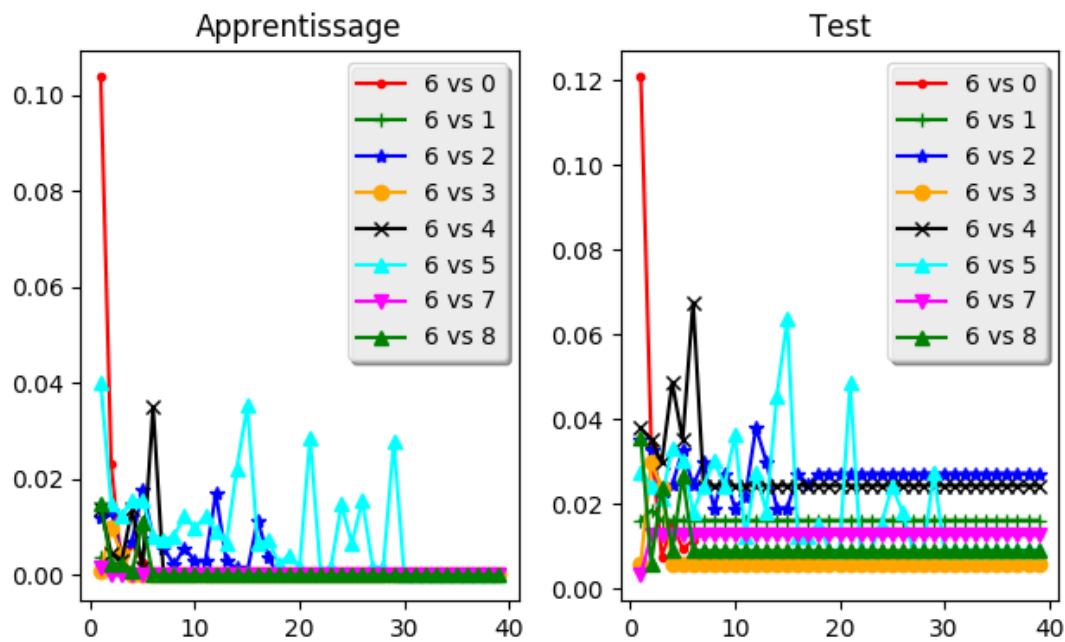 Apprentissage
0.10
0.08
0.06
0.04
0.02
0.00
0
10
20
30
40
6 vs 0
6 vs 1
6 vs 2
6 vs 3
6 vs 4
6 vs 5
6 vs 7
6 vs 8
Test
0.12
0.10
0.08
0.06
0.04
0.02
0.00
0
10
20
30
40
6 vs 0
6 vs 1
6 vs 2
6 vs 3
6 vs 4
6 vs 5
6 vs 7
6 vs 8